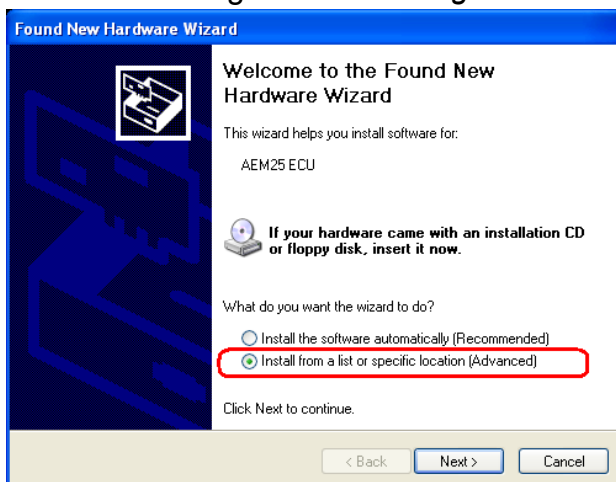 Found New Hardware Wizard
Welcome to the Found New
Hardware Wizard
This wizard helps you install software for:
AEM25 ECU
If your hardware came with an installation CD
or floppy disk, insert it now.
What do you want the wizard to do?
Install the software automatically (Recommended)
Install from a list or specific location (Advanced)
Click Next to continue.
< Back
Next >
Cancel